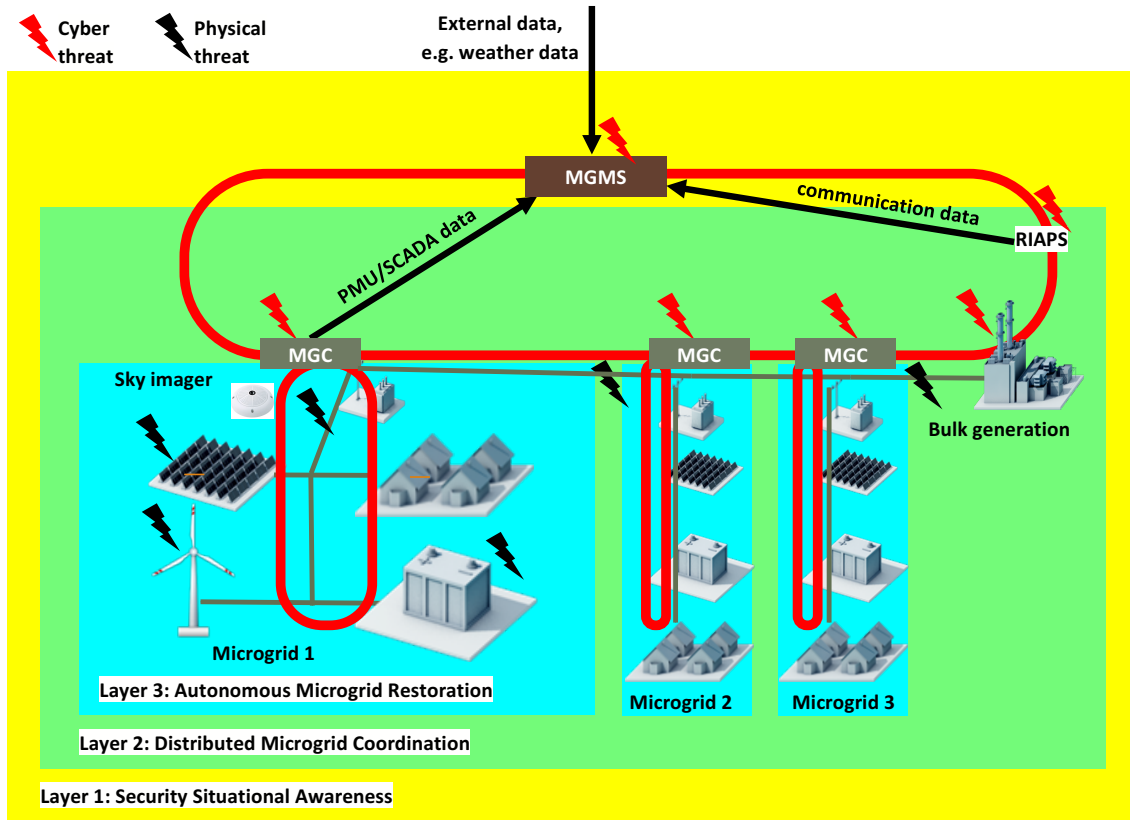 Cyber
threat
Physical
threat
External data,
e.g. weather data
MGMS
communication data
PMU/SCADA data
RIAPS
MGC
MGC
MGC
Sky imager
Bulk generation
Microgrid 1
Layer 3: Autonomous Microgrid Restoration
Microgrid 2
Microgrid 3
Layer 2: Distributed Microgrid Coordination
Layer 1: Security Situational Awareness